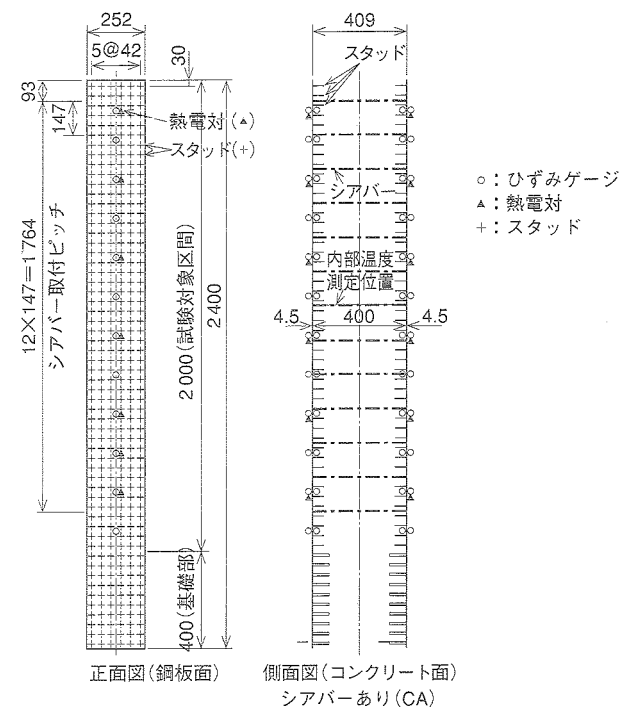 252
5@42
30
93
147
熱電対(▲)
スタッド(+)
12×147=1764
シアバー取付ピッチ
2000(試験対象区間)
2400
400(基礎部)
正面図(鋼板面)
409
スタッド
シアバー
内部温度
測定位置
4.5
400
4.5
側面図(コンクリート面)
シアバーあり(CA)
○:ひずみゲージ
▲:熱電対
+:スタッド